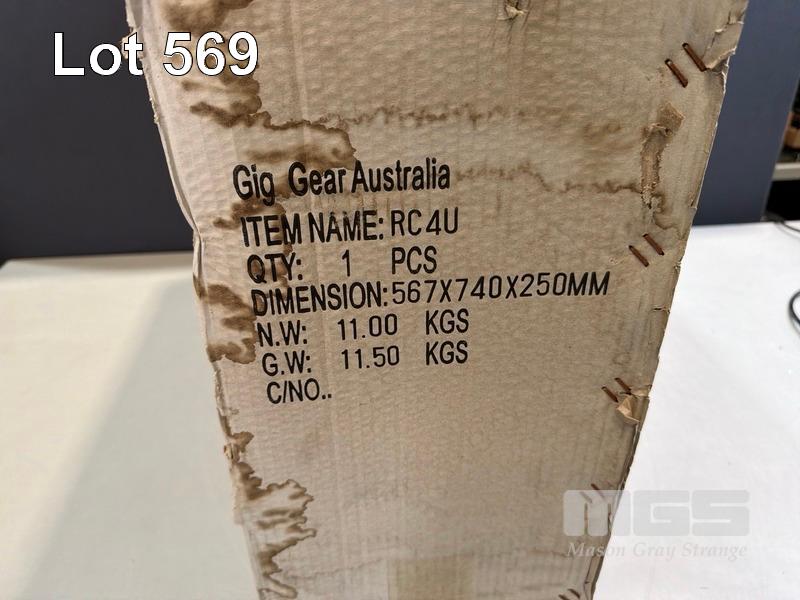 Lot 569
Gig Gear Australia
ITEM NAME: RC4U
QTY: 1 PCS
DIMENSION: 567X740X250MM
N.W: 11.00 KGS
G.W: 11.50 KGS
C/NO..
MGS
Mason Gray Strange